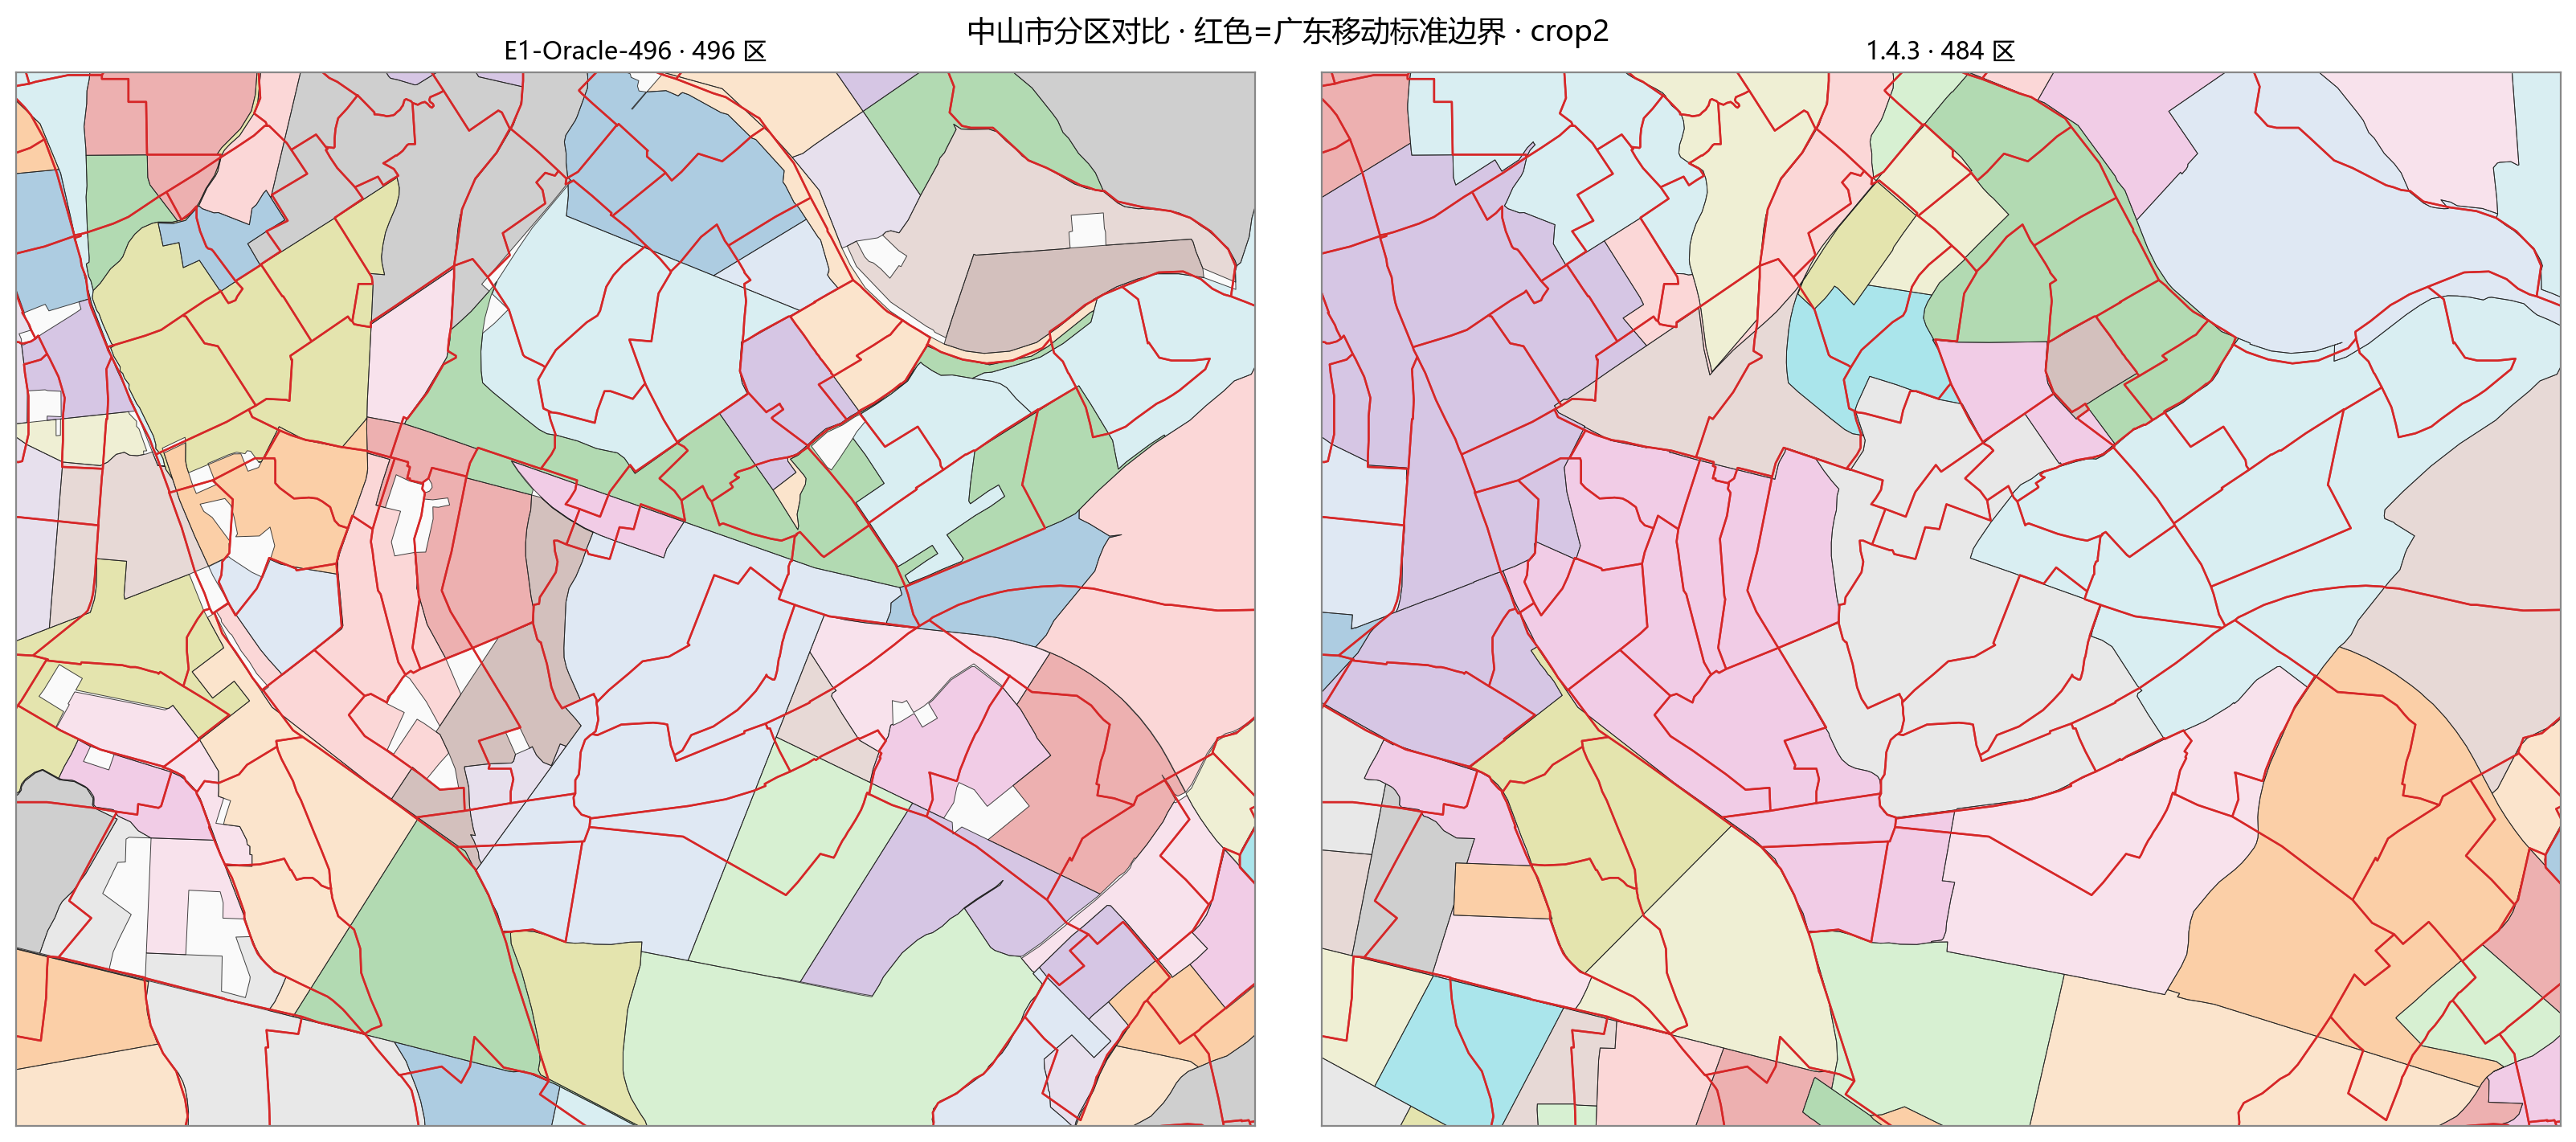 中山市分区对比 · 红色=广东移动标准边界 · crop2
E1-Oracle-496 · 496 区
1.4.3 · 484 区